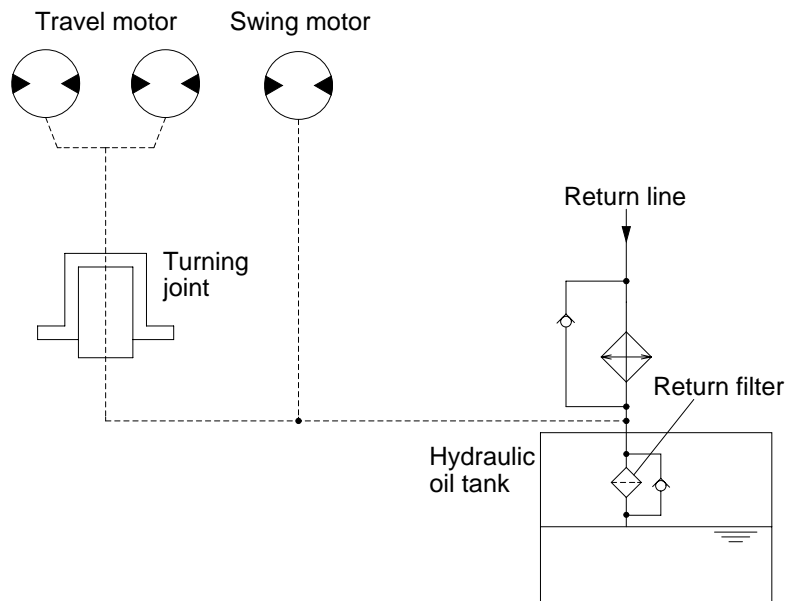 Travel motor
Swing motor
Return line
Turning
joint
Return filter
Hydraulic
oil tank